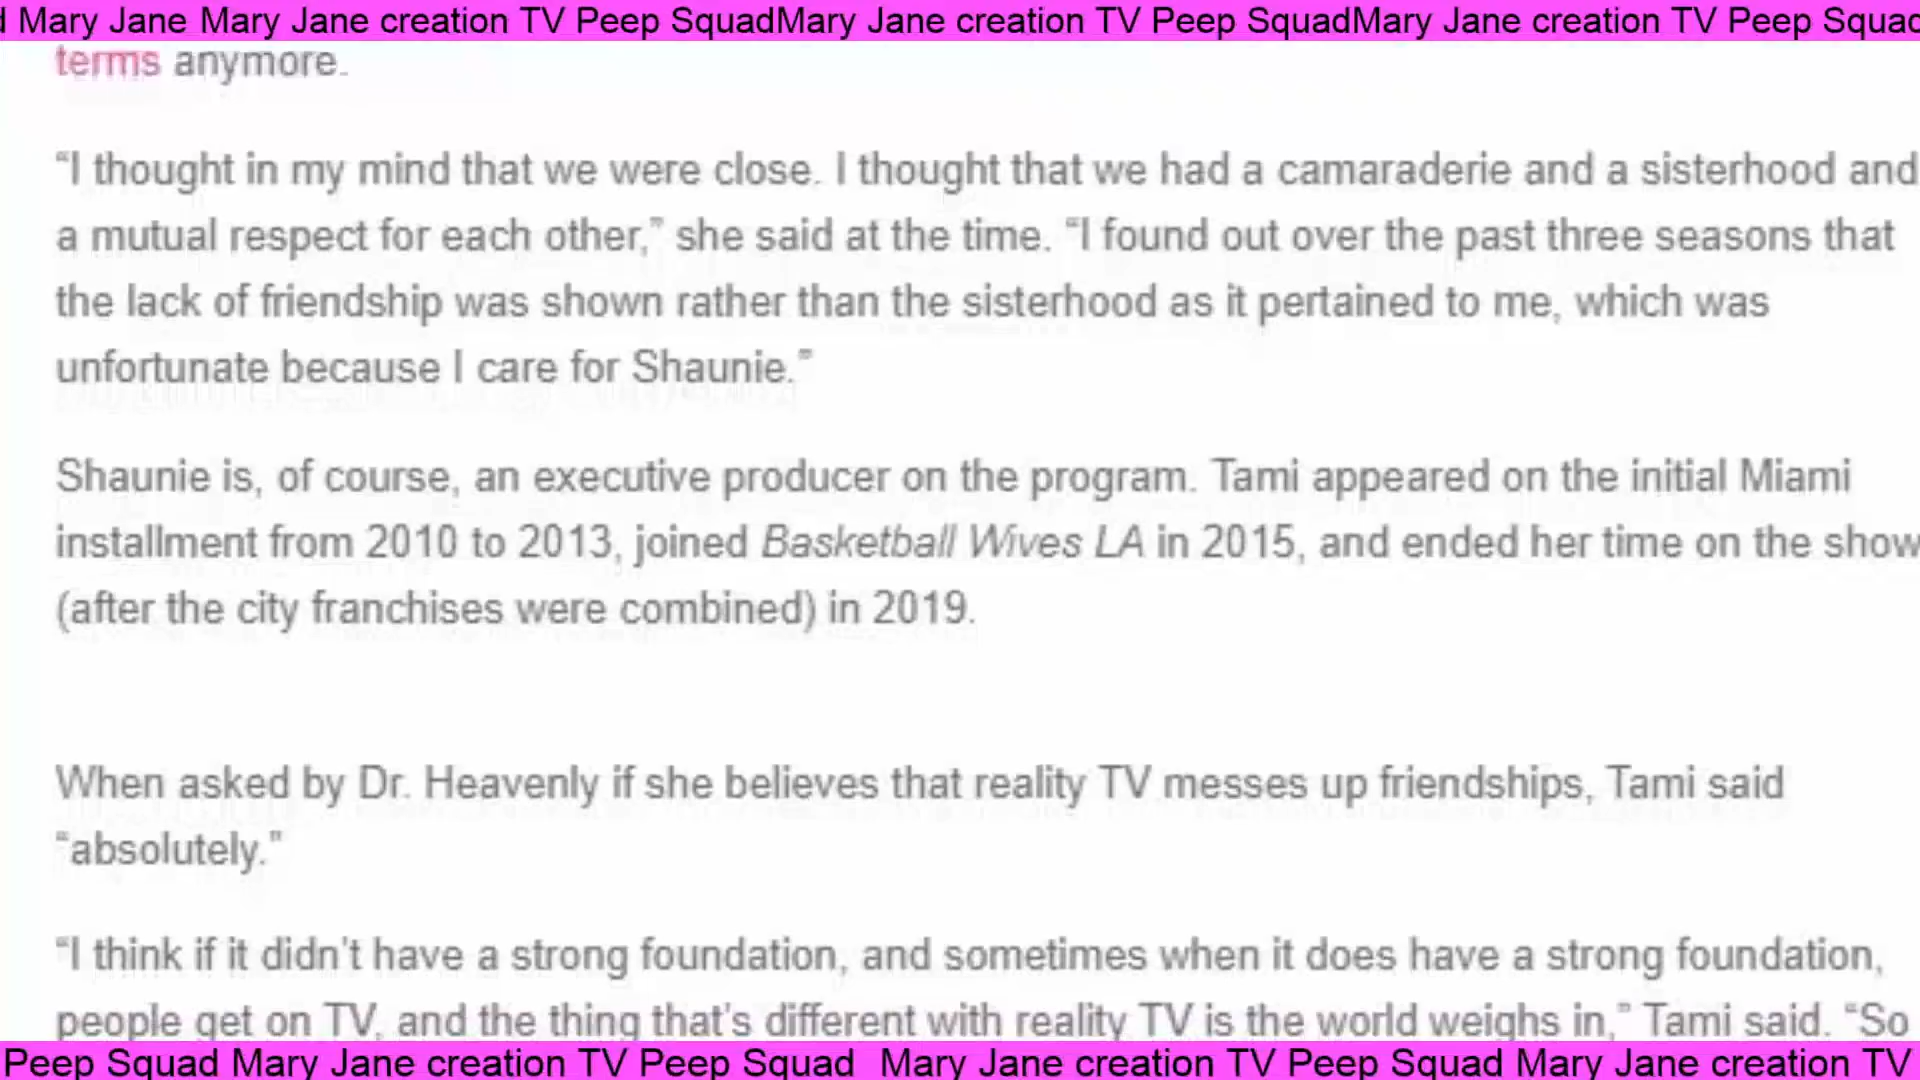 d Mary Jane Mary Jane creation TV Peep SquadMary Jane creation TV Peep SquadMary Jane creation TV Peep Squad
terms anymore.
“I thought in my mind that we were close. I thought that we had a camaraderie and a sisterhood and
a mutual respect for each other,” she said at the time. “I found out over the past three seasons that
the lack of friendship was shown rather than the sisterhood as it pertained to me, which was
unfortunate because I care for Shaunie.”
Shaunie is, of course, an executive producer on the program. Tami appeared on the initial Miami
installment from 2010 to 2013, joined Basketball Wives LA in 2015, and ended her time on the show
(after the city franchises were combined) in 2019.
When asked by Dr. Heavenly if she believes that reality TV messes up friendships, Tami said
“absolutely.”
“I think if it didn’t have a strong foundation, and sometimes when it does have a strong foundation,
people get on TV, and the thing that’s different with reality TV is the world weighs in,” Tami said. “So
Peep Squad Mary Jane creation TV Peep Squad Mary Jane creation TV Peep Squad Mary Jane creation TV